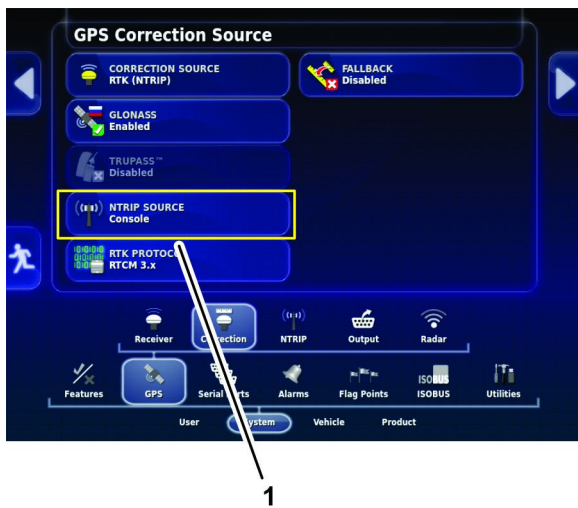 GPS Correction Source
CORRECTION SOURCE
RTK (NTRIP)
FALLBACK
Disabled
GLONASS
Enabled
TRUPASS™
Disabled
NTRIP SOURCE
Console
RTK PROTOCO
RTCM 3.x
Receiver
Correction
NTRIP
Output
Radar
Features
GPS
Serial Ports
Alarms
Flag Points
ISOBUS
ISOBUS
Utilities
User
System
Vehicle
Product
1